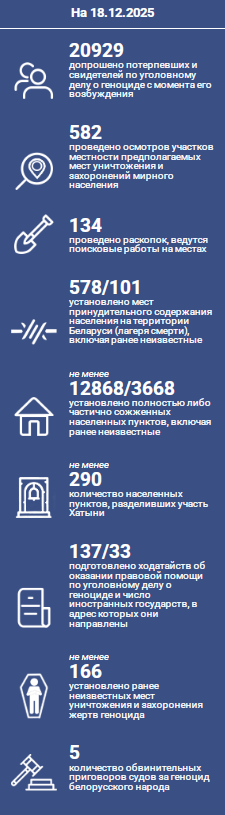 На 18.12.2025
20929
допрошено потерпевших и
свидетелей по уголовному
делу о геноциде с момента его
возбуждения
582
проведено осмотров участков
местности предполагаемых
мест уничтожения и
захоронений мирного
населения
134
проведено раскопок, ведутся
поисковые работы на местах
578/101
установлено мест
принудительного содержания
населения на территории
Беларуси (лагеря смерти),
включая ранее неизвестные
не менее
12868/3668
установлено полностью либо
частично сожженных
населенных пунктов, включая
ранее неизвестные
не менее
290
количество населенных
пунктов, разделивших участь
Хатыни
137/33
подготовлено ходатайств об
оказании правовой помощи
по уголовному делу о
геноциде и число
иностранных государств, в
адрес которых они
направлены
не менее
166
установлено ранее
неизвестных мест
уничтожения и захоронения
жертв геноцида
5
количество обвинительных
приговоров судов за геноцид
белорусского народа